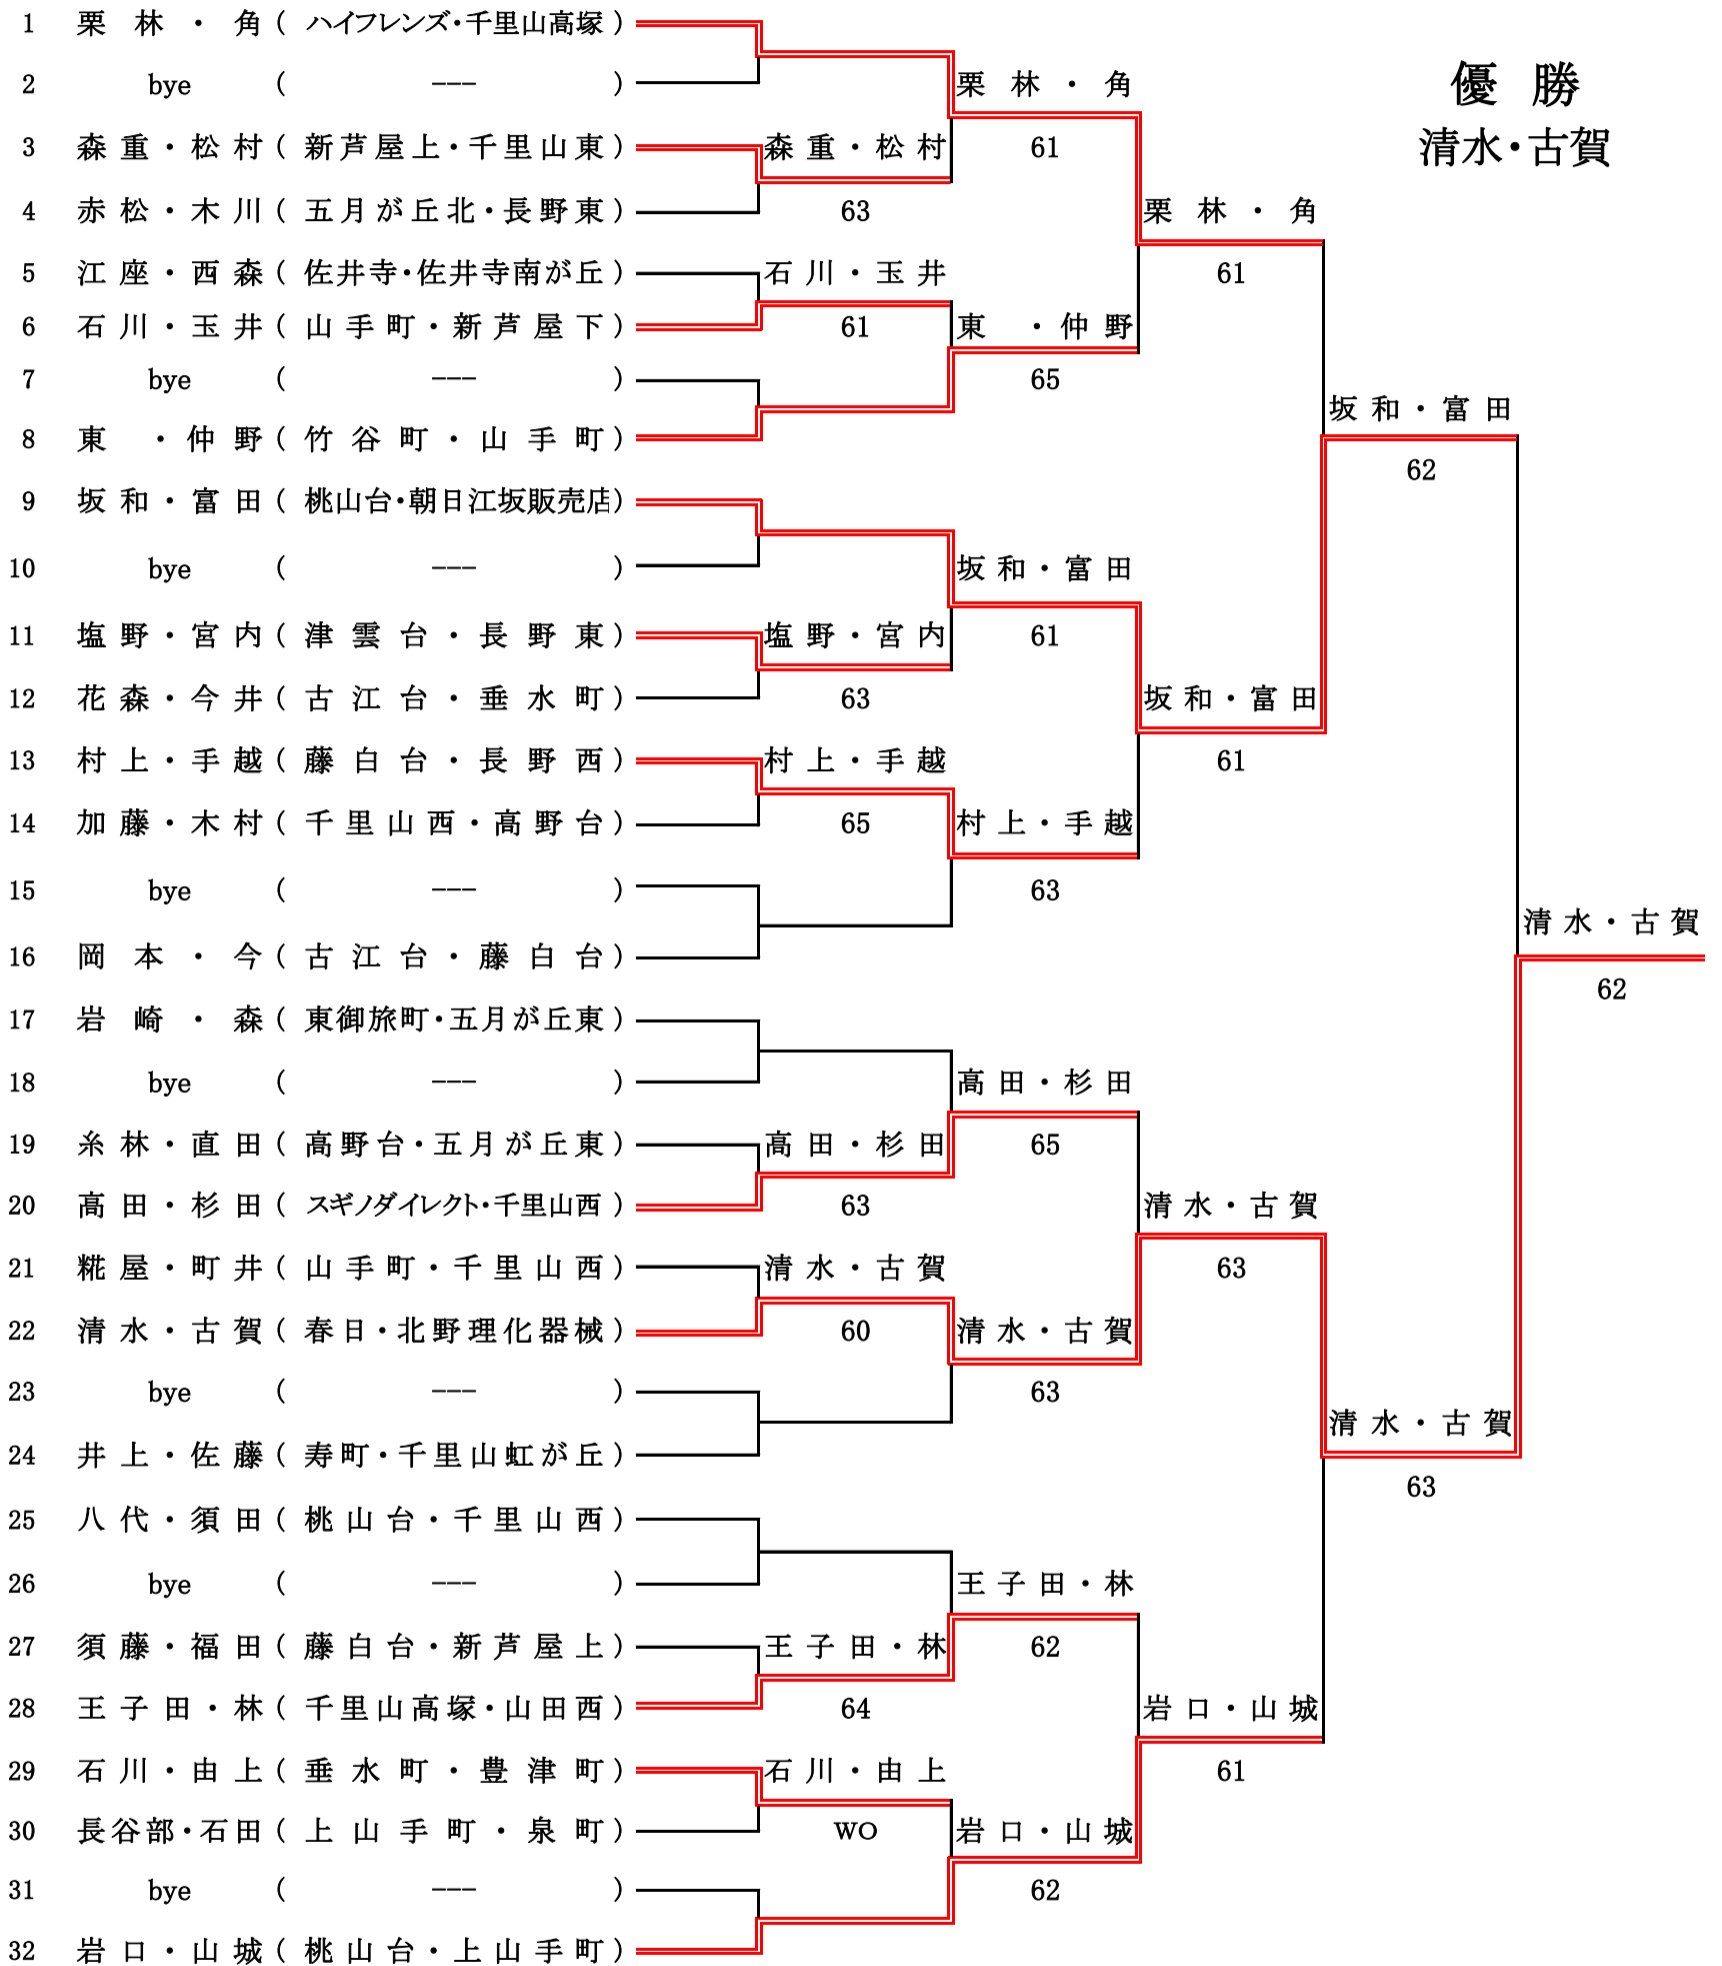 優 勝
清水・古賀
1 栗 林 ・ 角 ( ハイフレンズ・千里山高塚 )
2 bye ( --- ) 栗 林 ・ 角
3 森 重 ・ 松 村 ( 新 芦 屋 上 ・ 千 里 山 東 ) 森 重 ・ 松 村 61
4 赤 松 ・ 木 川 ( 五 月 が 丘 北 ・ 長 野 東 ) 63 栗 林 ・ 角
5 江 座 ・ 西 森 ( 佐井寺・佐井寺南が丘 ) 石 川 ・ 玉 井 61
6 石 川 ・ 玉 井 ( 山 手 町 ・ 新 芦 屋 下 ) 61 東 ・ 仲 野
7 bye ( --- ) 65
坂 和 ・ 富 田
8 東 ・ 仲 野 ( 竹 谷 町 ・ 山 手 町 )
62
9 坂 和 ・ 富 田 ( 桃山台・朝日江坂販売店)
10 bye ( --- ) 坂 和 ・ 富 田
11 塩 野 ・ 宮 内 ( 津 雲 台 ・ 長 野 東 ) 塩 野 ・ 宮 内 61
12 花 森 ・ 今 井 ( 古 江 台 ・ 垂 水 町 ) 63 坂 和 ・ 富 田
13 村 上 ・ 手 越 ( 藤 白 台 ・ 長 野 西 ) 村 上 ・ 手 越 61
14 加 藤 ・ 木 村 ( 千 里 山 西 ・ 高 野 台 ) 65 村 上 ・ 手 越
15 bye ( --- ) 63
清 水 ・ 古 賀
16 岡 本 ・ 今 ( 古 江 台 ・ 藤 白 台 )
62
17 岩 崎 ・ 森 ( 東御旅町・五月が丘東 )
18 bye ( --- ) 高 田 ・ 杉 田
19 糸 林 ・ 直 田 ( 高 野 台 ・ 五 月 が 丘 東 ) 高 田 ・ 杉 田 65
20 高 田 ・ 杉 田 ( スギノダイレクト・千里山西 ) 63 清 水 ・ 古 賀
21 糀 屋 ・ 町 井 ( 山 手 町 ・ 千 里 山 西 ) 清 水 ・ 古 賀 63
22 清 水 ・ 古 賀 ( 春 日 ・ 北 野 理 化 器 械 ) 60 清 水 ・ 古 賀
23 bye ( --- ) 63
清 水 ・ 古 賀
24 井 上 ・ 佐 藤 ( 寿 町 ・ 千 里 山 虹 が 丘 )
63
25 八 代 ・ 須 田 ( 桃 山 台 ・ 千 里 山 西 )
26 bye ( --- ) 王 子 田 ・ 林
27 須 藤 ・ 福 田 ( 藤 白 台 ・ 新 芦 屋 上 ) 王 子 田 ・ 林 62
28 王 子 田 ・ 林 ( 千 里 山 高 塚 ・ 山 田 西 ) 64 岩 口 ・ 山 城
29 石 川 ・ 由 上 ( 垂 水 町 ・ 豊 津 町 ) 石 川 ・ 由 上 61
30 長谷部・石田 ( 上 山 手 町 ・ 泉 町 ) WO 岩 口 ・ 山 城
31 bye ( --- ) 62
32 岩 口 ・ 山 城 ( 桃 山 台 ・ 上 山 手 町 )